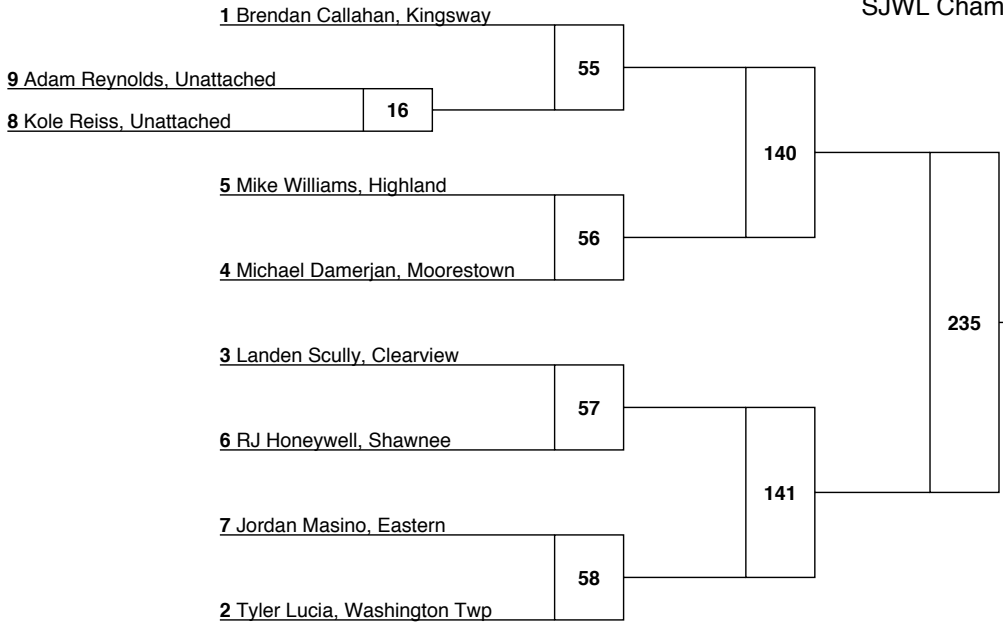 SJWL Cham
1 Brendan Callahan, Kingsway
55
9 Adam Reynolds, Unattached
16
8 Kole Reiss, Unattached
140
5 Mike Williams, Highland
56
4 Michael Damerjan, Moorestown
235
3 Landen Scully, Clearview
57
6 RJ Honeywell, Shawnee
141
7 Jordan Masino, Eastern
58
2 Tyler Lucia, Washington Twp